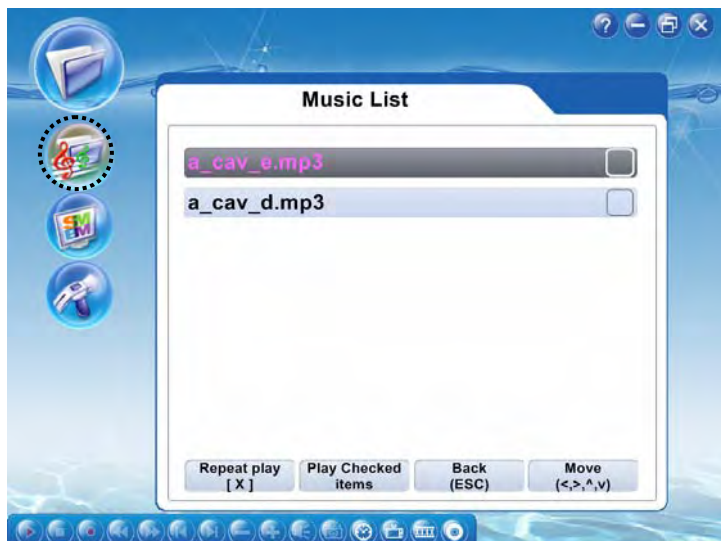 ?
Music List
a_cav_e.mp3
a_cav_d.mp3
Repeat play
[ X ]
Play Checked
items
Back
(ESC)
Move
(<,>,^,v)